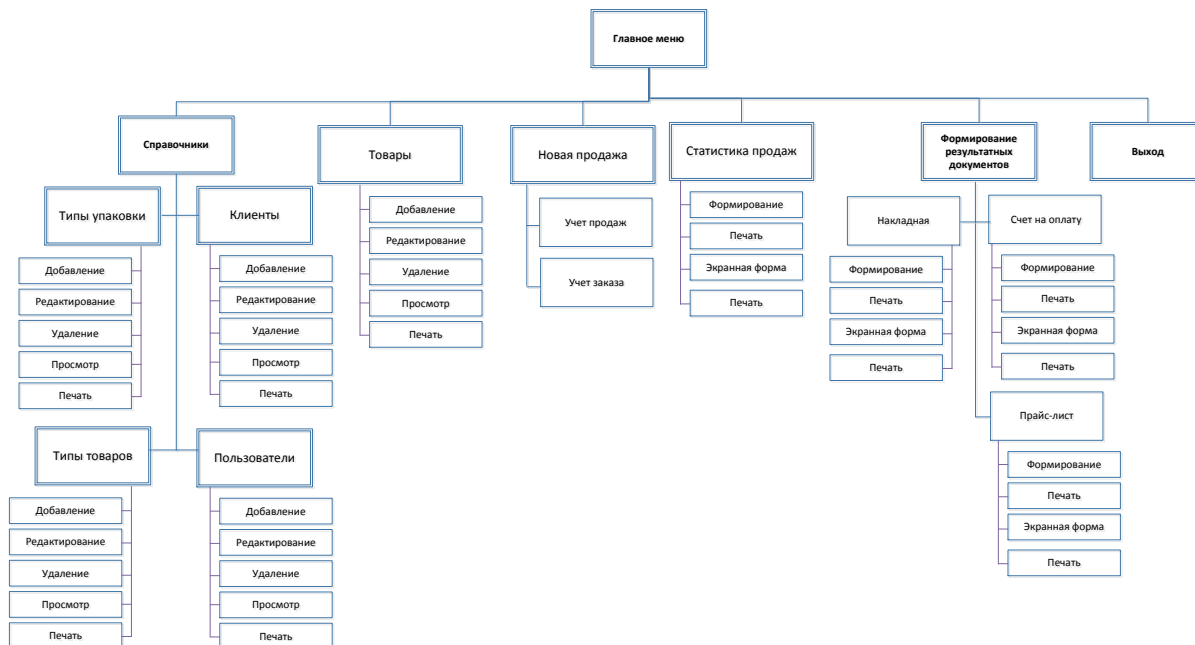 Главное меню
Справочники
Товары
Новая продажа
Статистика продаж
Формирование
результатных
документов
Выход
Типы упаковки
Добавление
Редактирование
Удаление
Просмотр
Печать
Клиенты
Добавление
Редактирование
Удаление
Просмотр
Печать
Типы товаров
Добавление
Редактирование
Удаление
Просмотр
Печать
Пользователи
Добавление
Редактирование
Удаление
Просмотр
Печать
Добавление
Редактирование
Удаление
Просмотр
Печать
Учет продаж
Учет заказа
Формирование
Печать
Экранная форма
Печать
Накладная
Формирование
Печать
Экранная форма
Печать
Счет на оплату
Формирование
Печать
Экранная форма
Печать
Прайс-лист
Формирование
Печать
Экранная форма
Печать